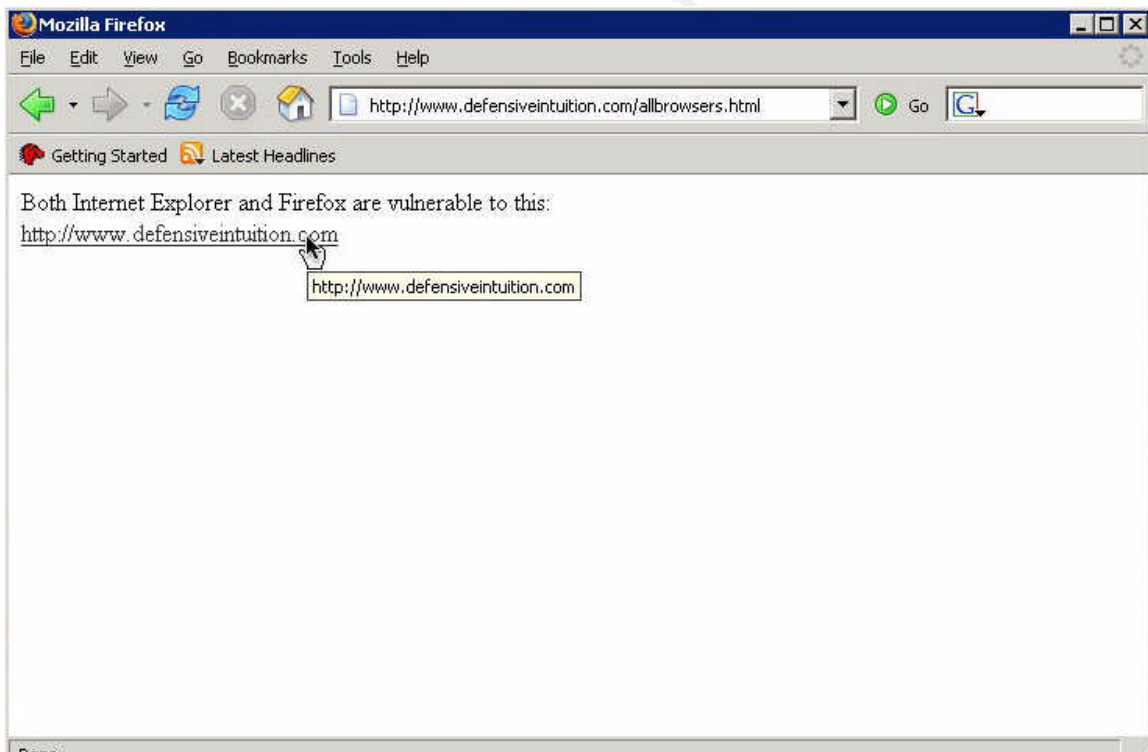 Mozilla Firefox
File Edit View Go Bookmarks Tools Help
http://www.defensiveintuition.com/allbrowsers.html Go G
Getting Started Latest Headlines
Both Internet Explorer and Firefox are vulnerable to this:
http://www.defensiveintuition.com
http://www.defensiveintuition.com